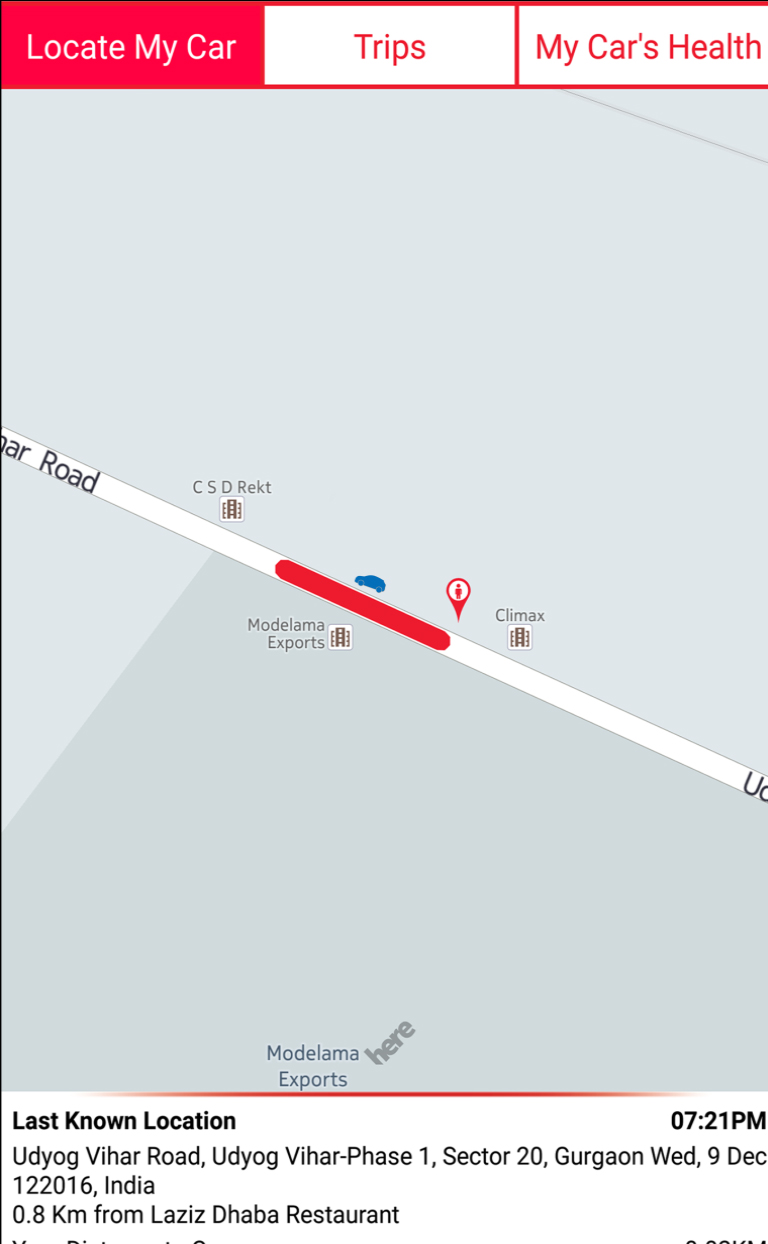 Locate My Car Trips My Car's Health
Road
C S D Rekt
Climax
Modelama
Exports
here
Modelama
Exports
Last Known Location 07:21PM
Udyog Vihar Road, Udyog Vihar-Phase 1, Sector 20, Gurgaon Wed, 9 Dec
122016, India
0.8 Km from Laziz Dhaba Restaurant